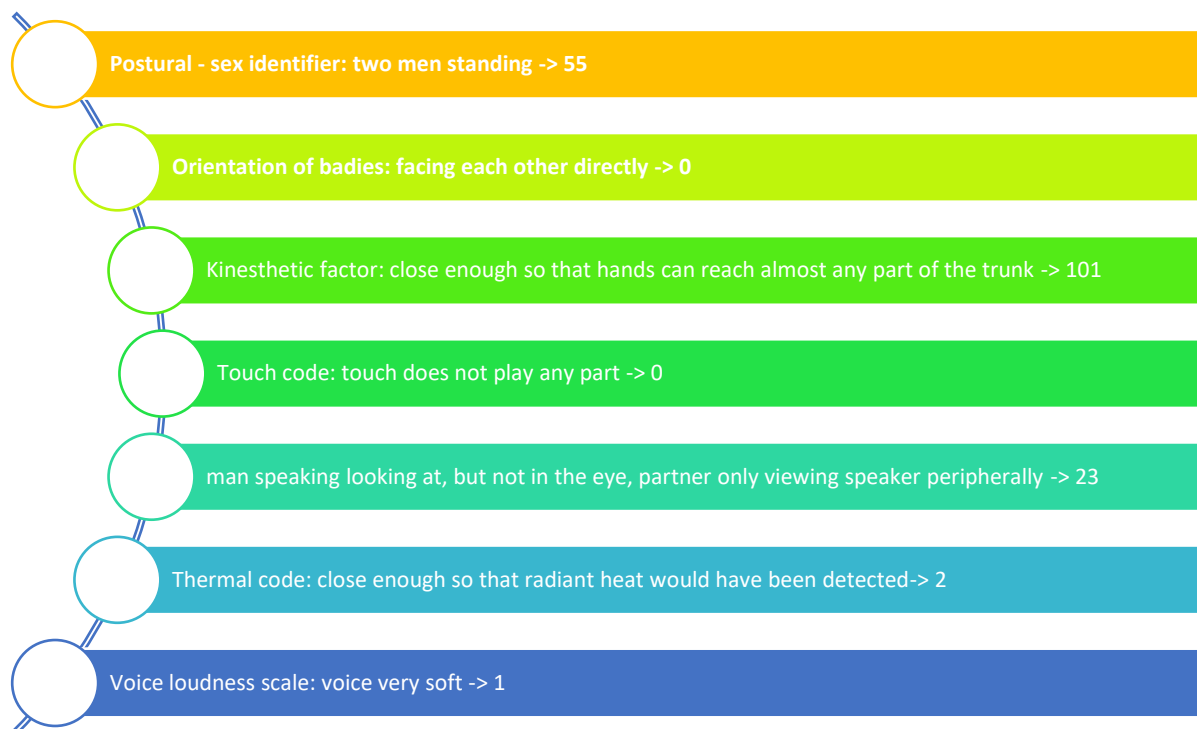 Postural - sex identifier: two men standing -> 55
Orientation of badies: facing each other directly -> 0
Kinesthetic factor: close enough so that hands can reach almost any part of the trunk -> 101
Touch code: touch does not play any part -> 0
man speaking looking at, but not in the eye, partner only viewing speaker peripherally -> 23
Thermal code: close enough so that radiant heat would have been detected-> 2
Voice loudness scale: voice very soft -> 1